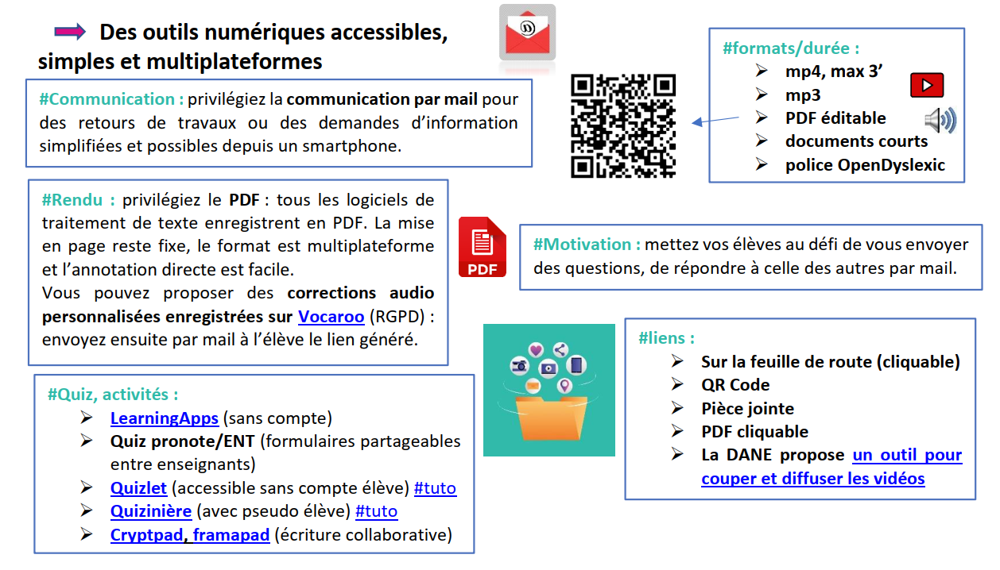 Des outils numériques accessibles,
simples et multiplateformes
#Communication : privilégiez la communication par mail pour
des retours de travaux ou des demandes d’information
simplifiées et possibles depuis un smartphone.
#formats/durée :
➢ mp4, max 3’
➢ mp3
➢ PDF éditable
➢ documents courts
➢ police OpenDyslexic
#Rendu : privilégiez le PDF : tous les logiciels de
traitement de texte enregistrent en PDF. La mise
en page reste fixe, le format est multiplateforme
et l’annotation directe est facile.
Vous pouvez proposer des corrections audio
personnalisées enregistrées sur Vocaroo (RGPD) :
envoyez ensuite par mail à l’élève le lien généré.
PDF
#Motivation : mettez vos élèves au défi de vous envoyer
des questions, de répondre à celle des autres par mail.
#Quiz, activités :
➢ LearningApps (sans compte)
➢ Quiz pronote/ENT (formulaires partageables
entre enseignants)
➢ Quizlet (accessible sans compte élève) #tuto
➢ Quizinière (avec pseudo élève) #tuto
➢ Cryptpad, framapad (écriture collaborative)
#liens :
➢ Sur la feuille de route (cliquable)
➢ QR Code
➢ Pièce jointe
➢ PDF cliquable
➢ La DANE propose un outil pour
couper et diffuser les vidéos